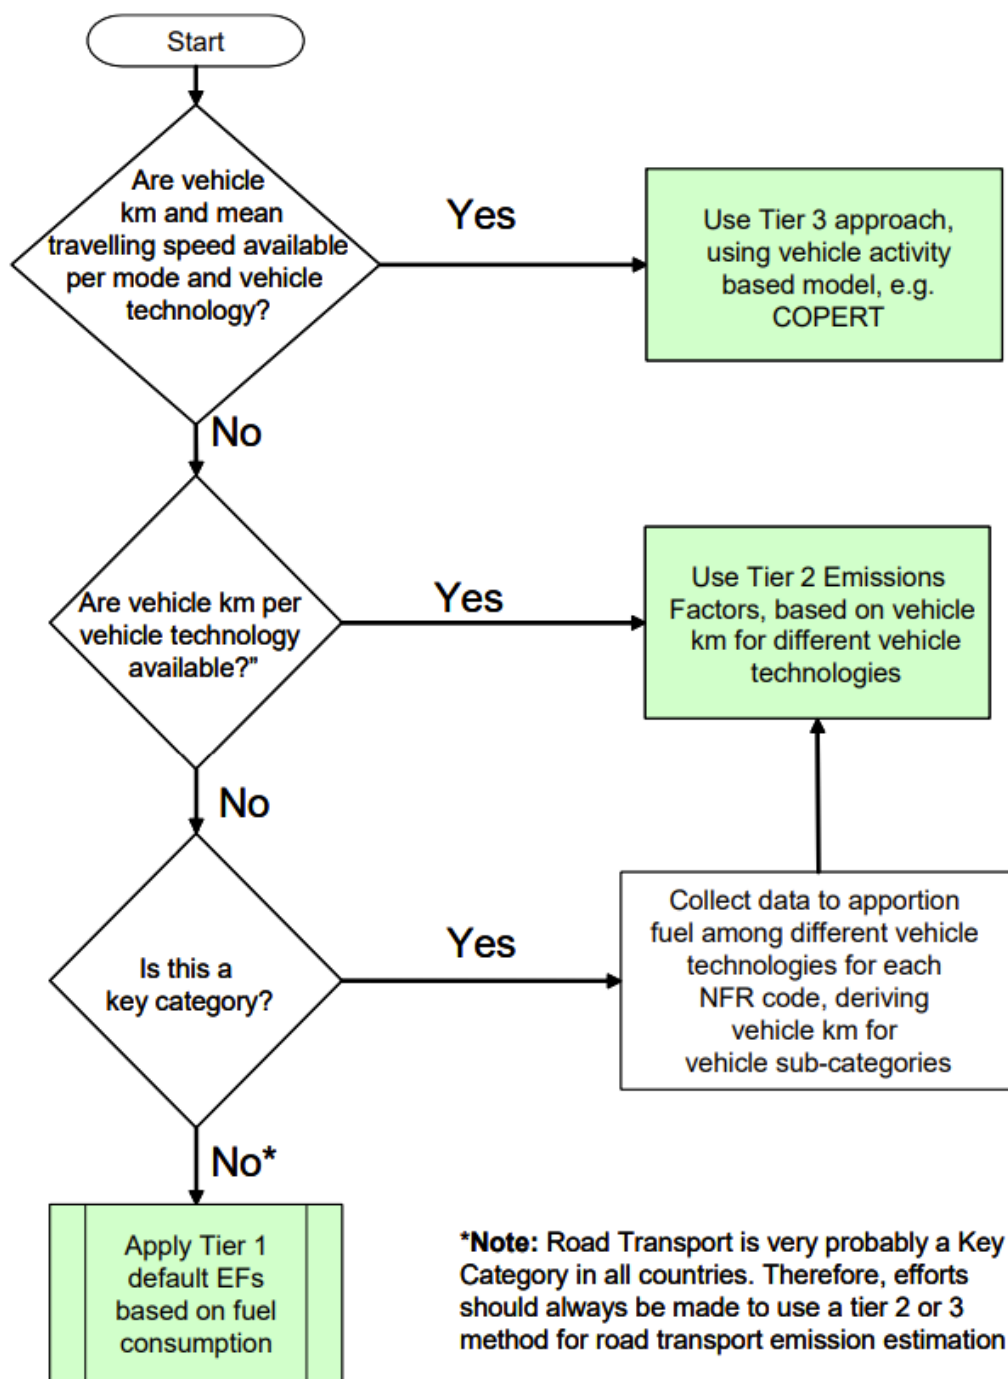 Start
Are vehicle
km and mean
travelling speed available
per mode and vehicle
technology?
Yes
Use Tier 3 approach,
using vehicle activity
based model, e.g.
COPERT
No
Are vehicle km per
vehicle technology
available?”
Yes
Use Tier 2 Emissions
Factors, based on vehicle
km for different vehicle
technologies
No
Is this a
key category?
Yes
Collect data to apportion
fuel among different vehicle
technologies for each
NFR code, deriving
vehicle km for
vehicle sub-categories
No*
Apply Tier 1
default EFs
based on fuel
consumption
*Note: Road Transport is very probably a Key
Category in all countries. Therefore, efforts
should always be made to use a tier 2 or 3
method for road transport emission estimation